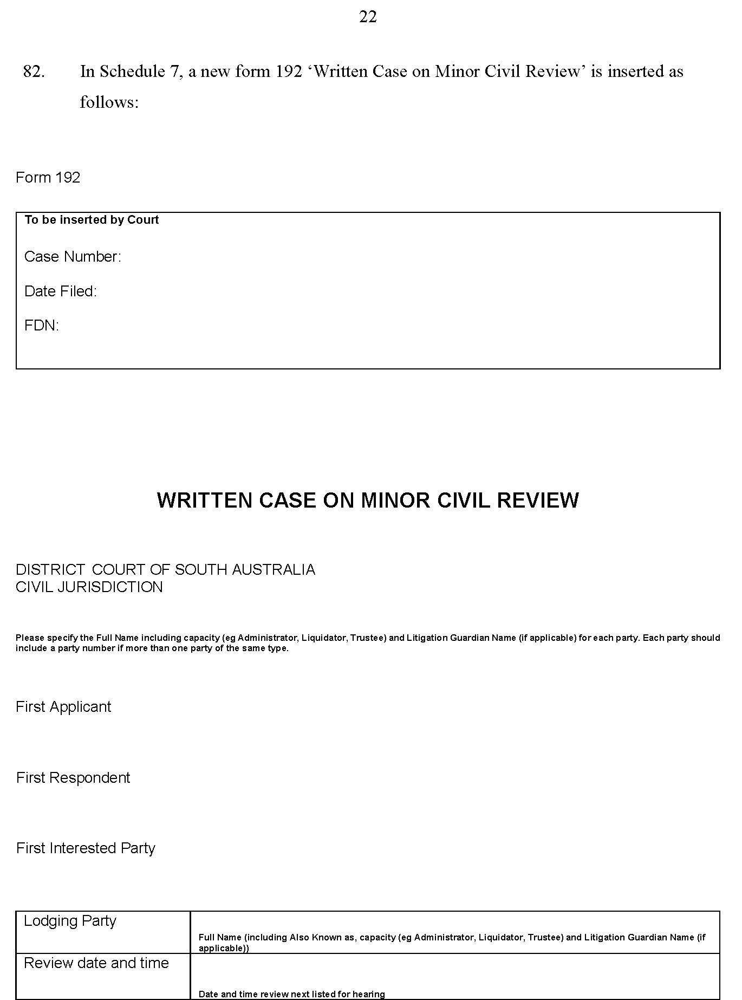 22
82. In Schedule 7, a new form 192 ‘Written Case on Minor Civil Review’ is inserted as
follows:
Form 192
To be inserted by Court
Case Number:
Date Filed:
FDN:
WRITTEN CASE ON MINOR CIVIL REVIEW
DISTRICT COURT OF SOUTH AUSTRALIA
CIVIL JURISDICTION
Please specify the Full Name including capacity (eg Administrator, Liquidator, Trustee) and Litigation Guardian Name (if applicable) for each party. Each party should
include a party number if more than one party of the same type.
First Applicant
First Respondent
First Interested Party
Lodging Party
Full Name (including Also Known as, capacity (eg Administrator, Liquidator, Trustee) and Litigation Guardian Name (if
applicable))
Review date and time
Date and time review next listed for hearing